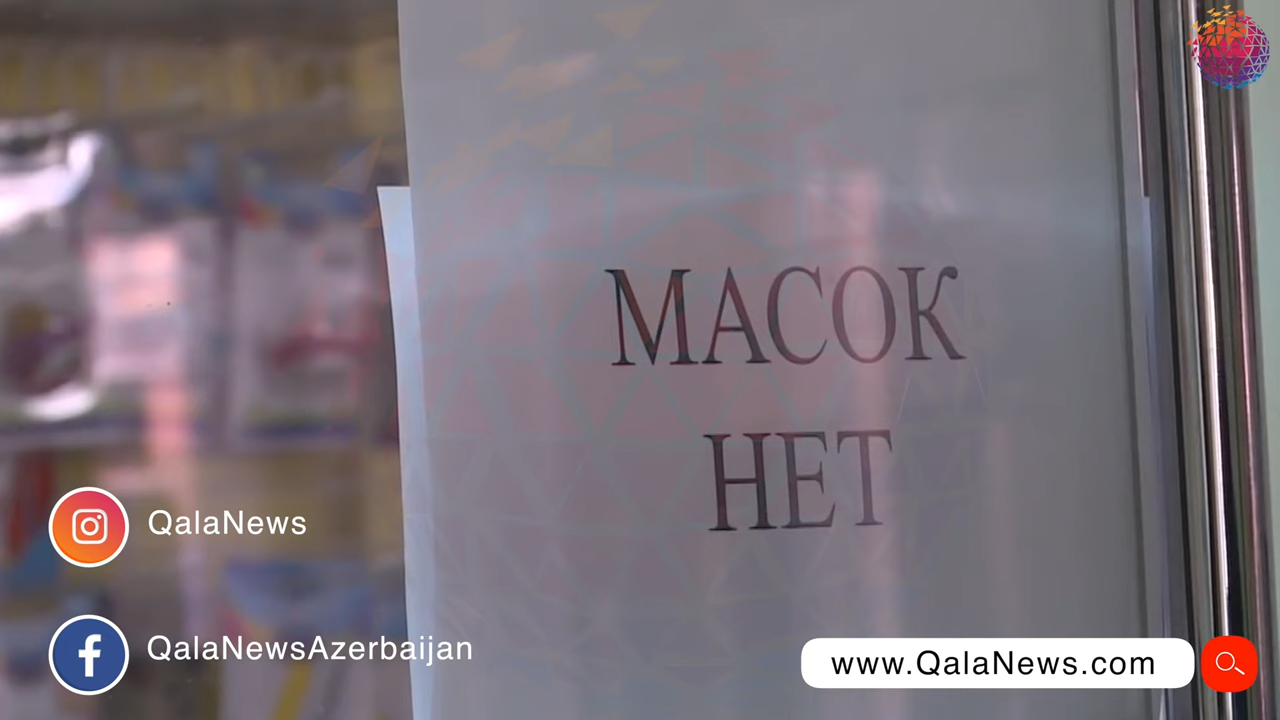 МАСОК
НЕТ
QalaNews
QalaNewsAzerbaijan
www.QalaNews.com